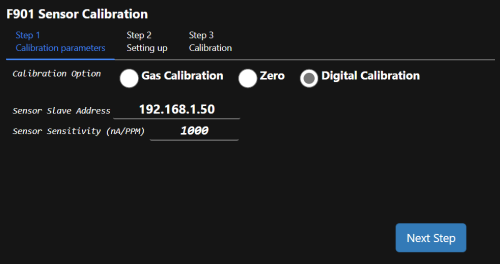 F901 Sensor Calibration
Step 1 Step 2 Step 3
Calibration parameters Setting up Calibration
Calibration Option Gas Calibration Zero Digital Calibration
Sensor Slave Address 192.168.1.50
Sensor Sensitivity (nA/PPM) 1000
Next Step